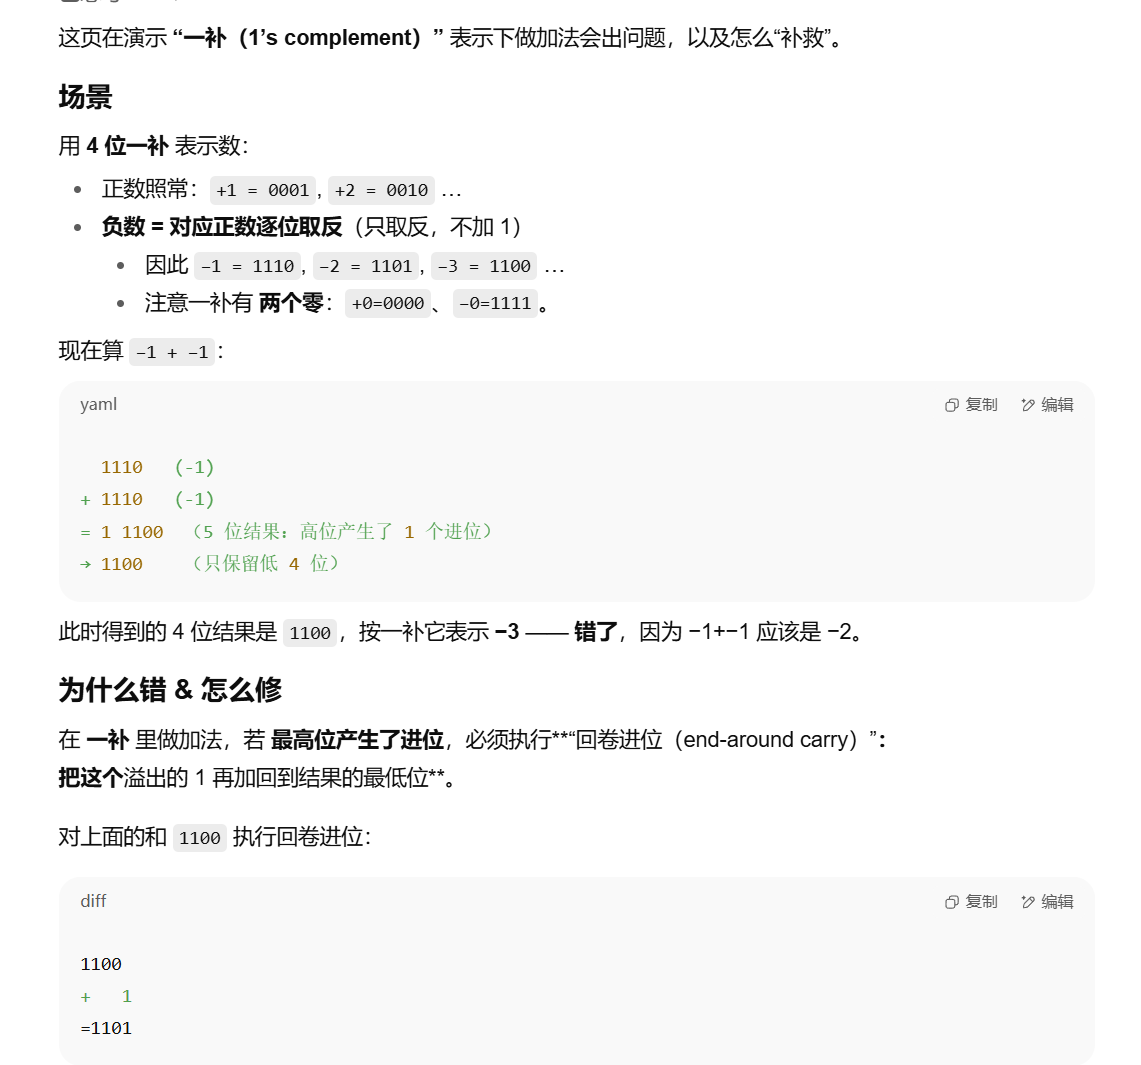 这页在演示 “一补（1’s complement）” 表示下做加法会出问题，以及怎么“补救”。
场景
用 4 位一补 表示数：
• 正数照常： +1 = 0001 , +2 = 0010 …
• 负数 = 对应正数逐位取反（只取反，不加 1）
• 因此 −1 = 1110 , −2 = 1101 , −3 = 1100 …
• 注意一补有 两个零： +0=0000 、 −0=1111 。
现在算 −1 + −1 ：
yaml 复制 编辑
1110 (-1)
+ 1110 (-1)
= 1 1100 （5 位结果：高位产生了 1 个进位）
→ 1100 （只保留低 4 位）
此时得到的 4 位结果是 1100 ，按一补它表示 −3 —— 错了，因为 −1+−1 应该是 −2。
为什么错 & 怎么修
在 一补 里做加法，若 最高位产生了进位，必须执行**“回卷进位（end-around carry）”：
把这个溢出的 1 再加回到结果的最低位**。
对上面的和 1100 执行回卷进位：
diff 复制 编辑
1100
+ 1
=1101